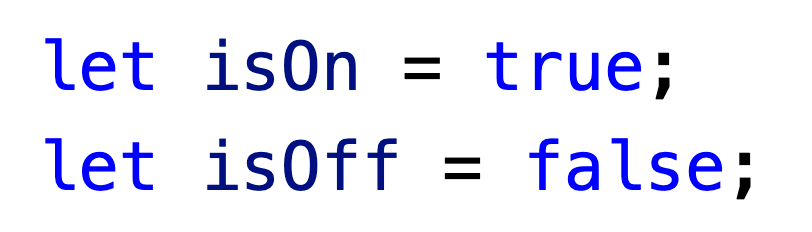 let isOn = true;
let isOff = false;